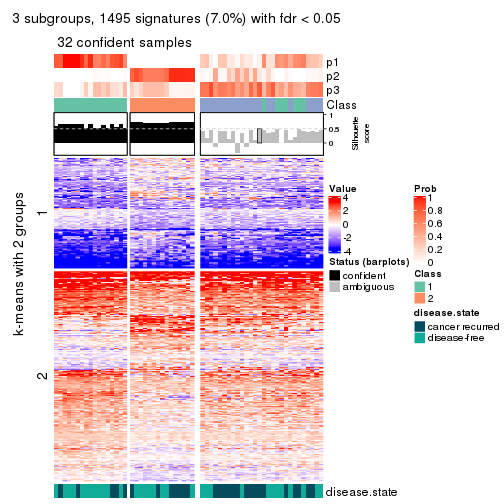 3 subgroups, 1495 signatures (7.0%) with fdr < 0.05
32 confident samples
p1
p2
p3
Class
1
0.5
0
Silhouette
score
k-means with 2 groups
1
2
Value
4
2
0
-2
-4
Status (barplots)
confident
ambiguous
Prob
1
0.8
0.6
0.4
0.2
0
Class
1
2
disease.state
cancer recurred
disease-free
disease.state